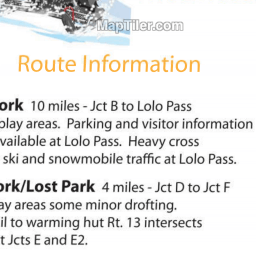 MapTiler.com
Route Information
ork 10 miles - Jct B to Lolo Pass
play areas. Parking and visitor information
vailable at Lolo Pass. Heavy cross
ski and snowmobile traffic at Lolo Pass.
ork/Lost Park 4 miles - Jct D to Jct F
ay areas some minor drofting.
il to warming hut Rt. 13 intersects
t Jcts E and E2.